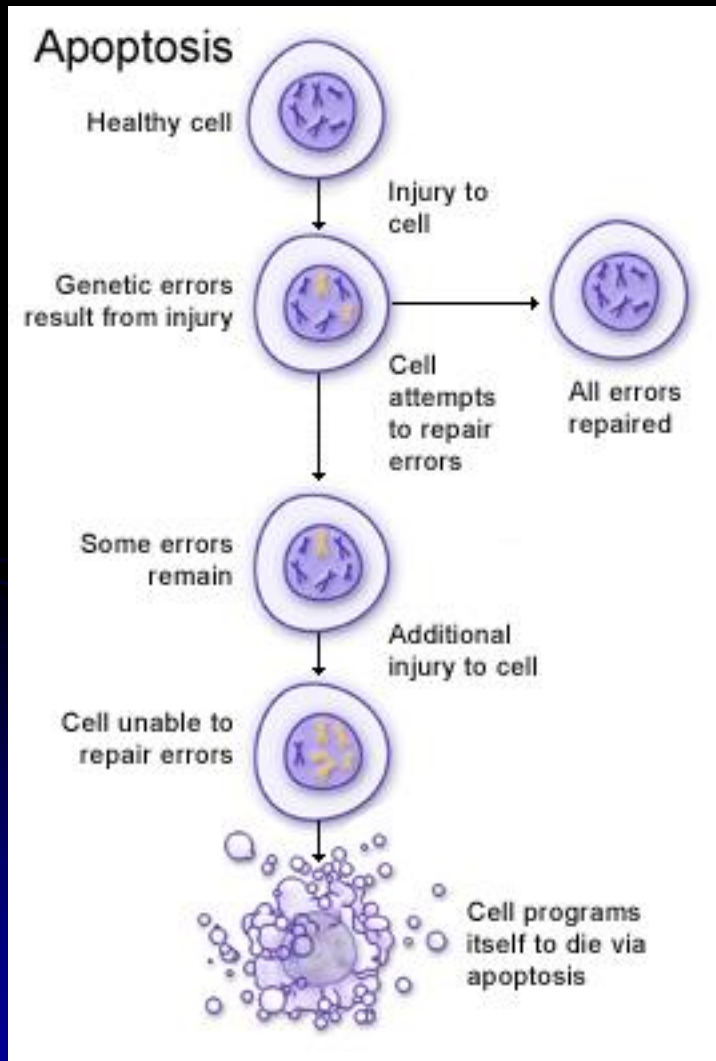 Apoptosis
Healthy cell
Injury to
cell
Genetic errors
result from injury
Cell
attempts
to repair
errors
All errors
repaired
Some errors
remain
Additional
injury to cell
Cell unable to
repair errors
Cell programs
itself to die via
apoptosis